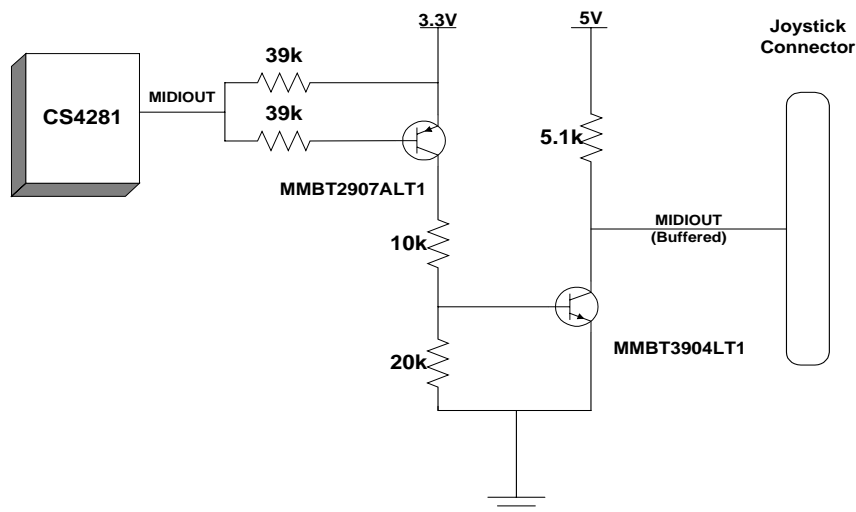 3.3V
5V
Joystick
Connector
39k
MIDIOUT
CS4281
39k
5.1k
MMBT2907ALT1
MIDIOUT
(Buffered)
10k
MMBT3904LT1
20k